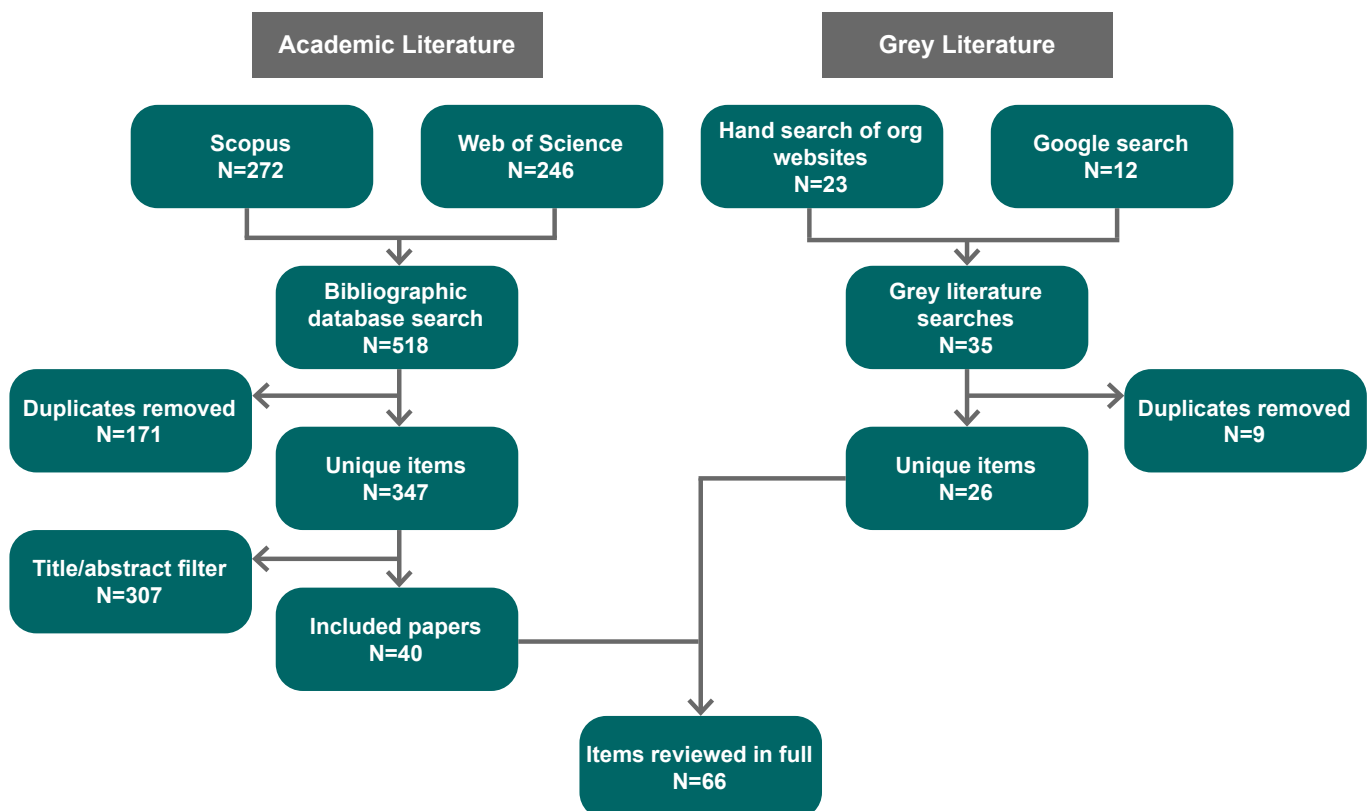 Academic Literature
Grey Literature
Scopus
N=272
Web of Science
N=246
Hand search of org
websites
N=23
Google search
N=12
Bibliographic
database search
N=518
Grey literature
searches
N=35
Duplicates removed
N=171
Duplicates removed
N=9
Unique items
N=347
Unique items
N=26
Title/abstract filter
N=307
Included papers
N=40
Items reviewed in full
N=66